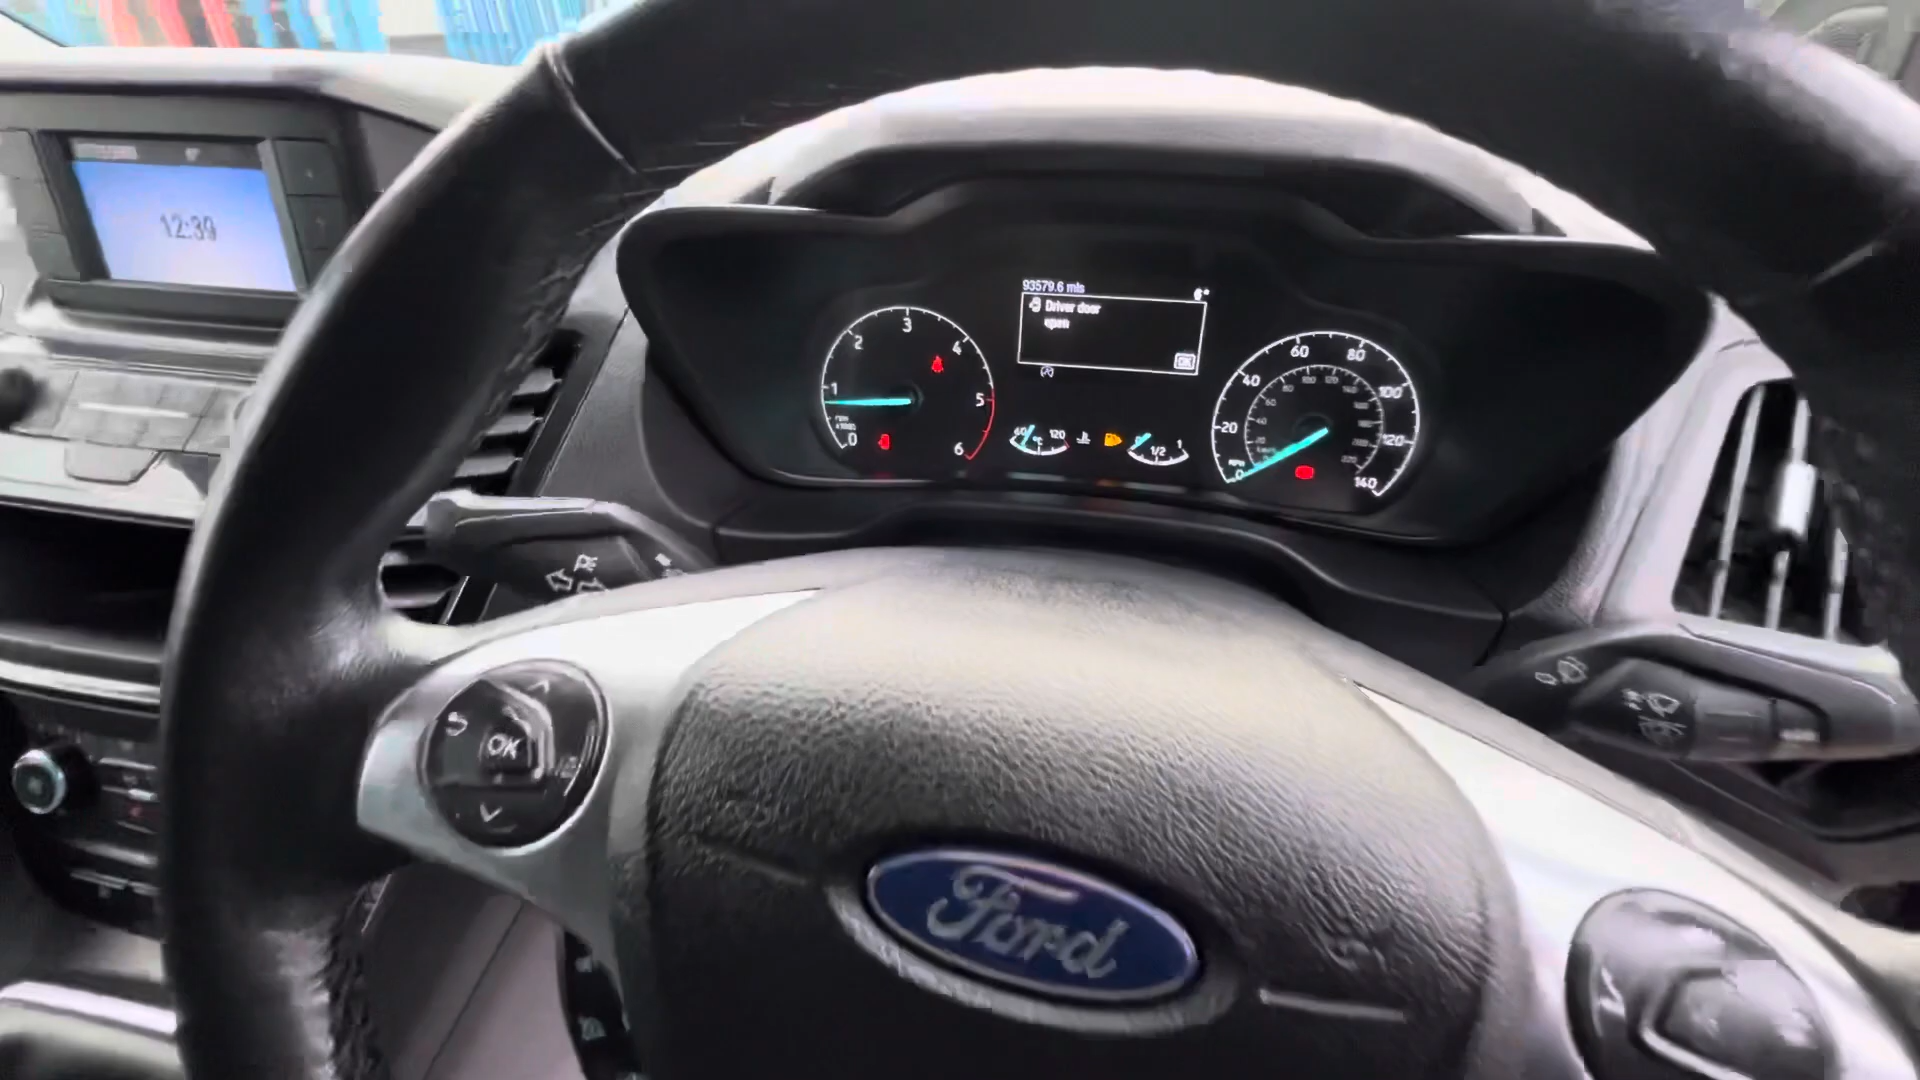 12:39
93579.6 mls
6°
Driver door
open
OK
0 1 2 3 4 5 6
60 °C 120
1/2 1
0 20 40 60 80 100 120 140
OK
Ford